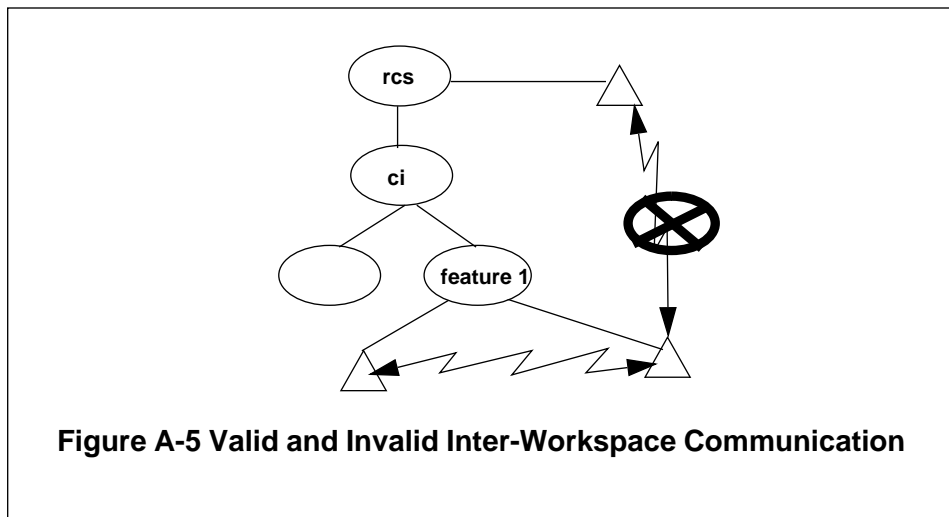 rcs
ci
feature 1
Figure A-5 Valid and Invalid Inter-Workspace Communication